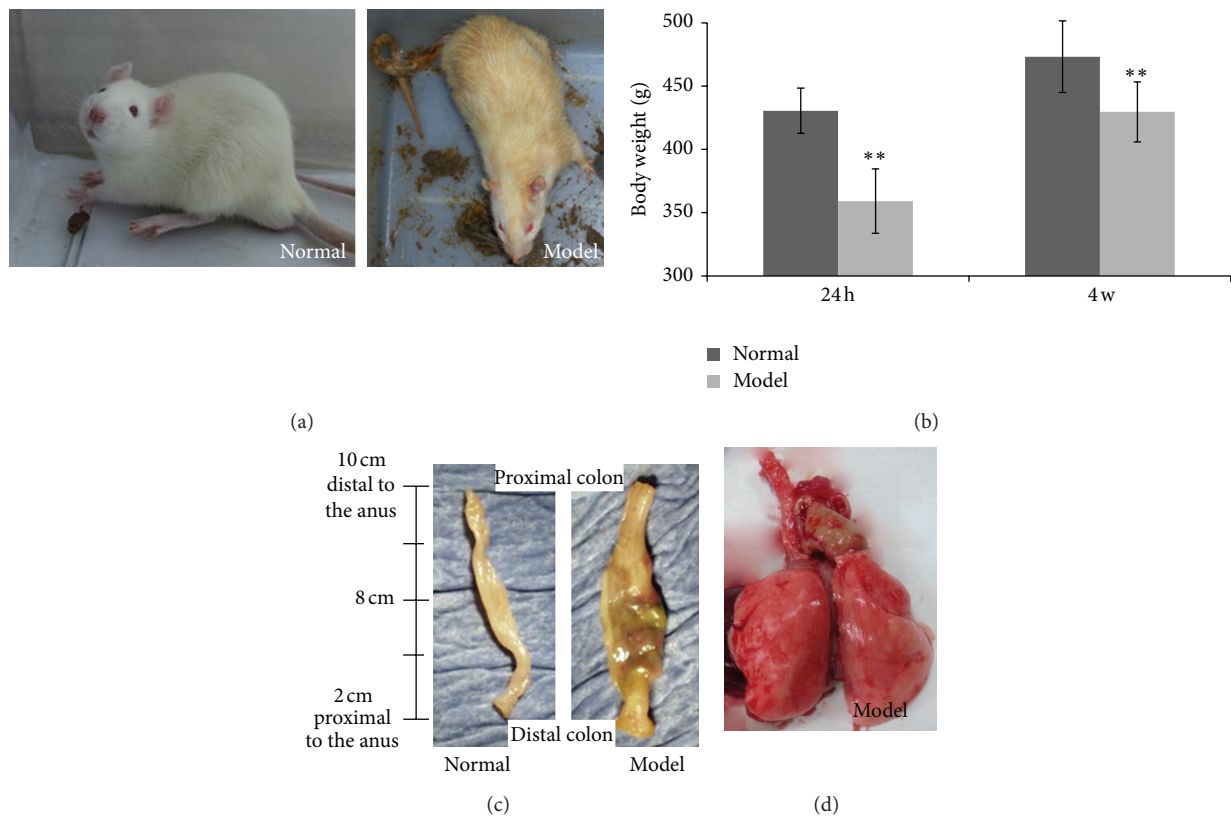 Normal
Model
500
450
400
350
300
Body weight (g)
**
**
24 h
4 w
Normal
Model
(a)
(b)
10 cm
distal to
the anus
8 cm
2 cm
proximal
to the anus
Proximal colon
Distal colon
Normal
Model
Model
(c)
(d)